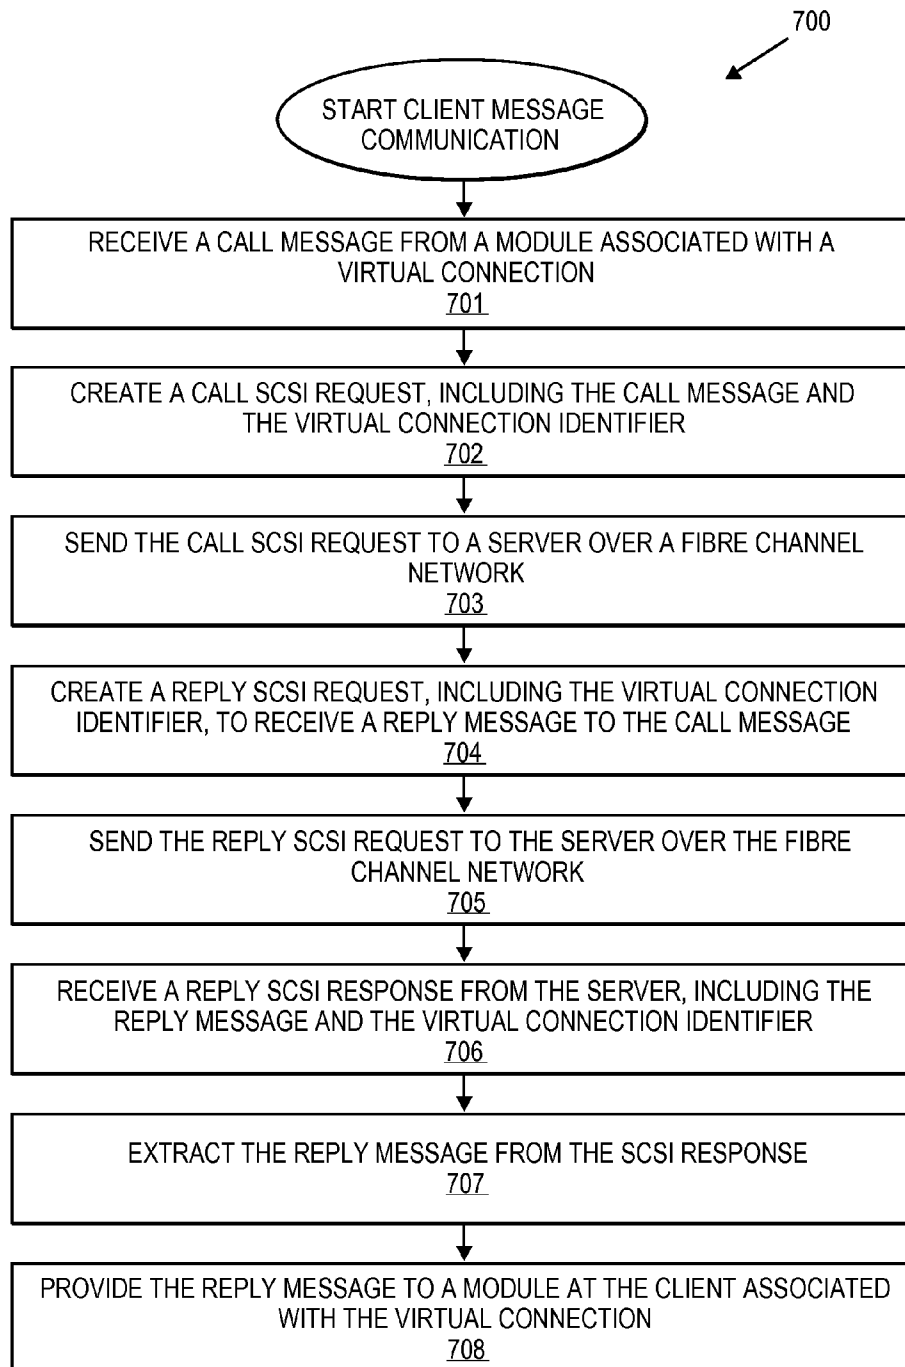 700
START CLIENT MESSAGE
COMMUNICATION
RECEIVE A CALL MESSAGE FROM A MODULE ASSOCIATED WITH A
VIRTUAL CONNECTION
701
CREATE A CALL SCSI REQUEST, INCLUDING THE CALL MESSAGE AND
THE VIRTUAL CONNECTION IDENTIFIER
702
SEND THE CALL SCSI REQUEST TO A SERVER OVER A FIBRE CHANNEL
NETWORK
703
CREATE A REPLY SCSI REQUEST, INCLUDING THE VIRTUAL CONNECTION
IDENTIFIER, TO RECEIVE A REPLY MESSAGE TO THE CALL MESSAGE
704
SEND THE REPLY SCSI REQUEST TO THE SERVER OVER THE FIBRE
CHANNEL NETWORK
705
RECEIVE A REPLY SCSI RESPONSE FROM THE SERVER, INCLUDING THE
REPLY MESSAGE AND THE VIRTUAL CONNECTION IDENTIFIER
706
EXTRACT THE REPLY MESSAGE FROM THE SCSI RESPONSE
707
PROVIDE THE REPLY MESSAGE TO A MODULE AT THE CLIENT ASSOCIATED
WITH THE VIRTUAL CONNECTION
708